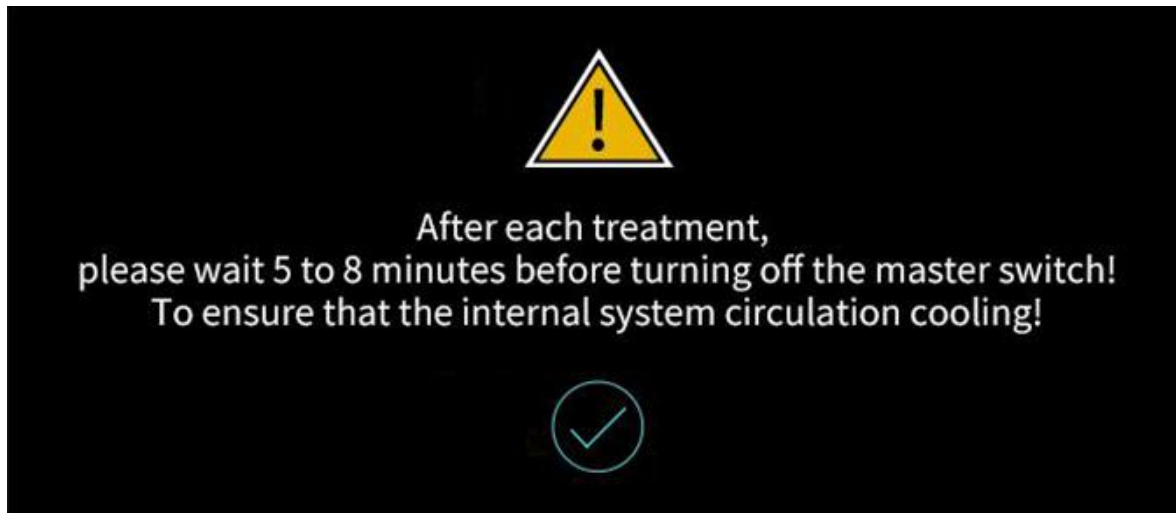 After each treatment,
please wait 5 to 8 minutes before turning off the master switch!
To ensure that the internal system circulation cooling!